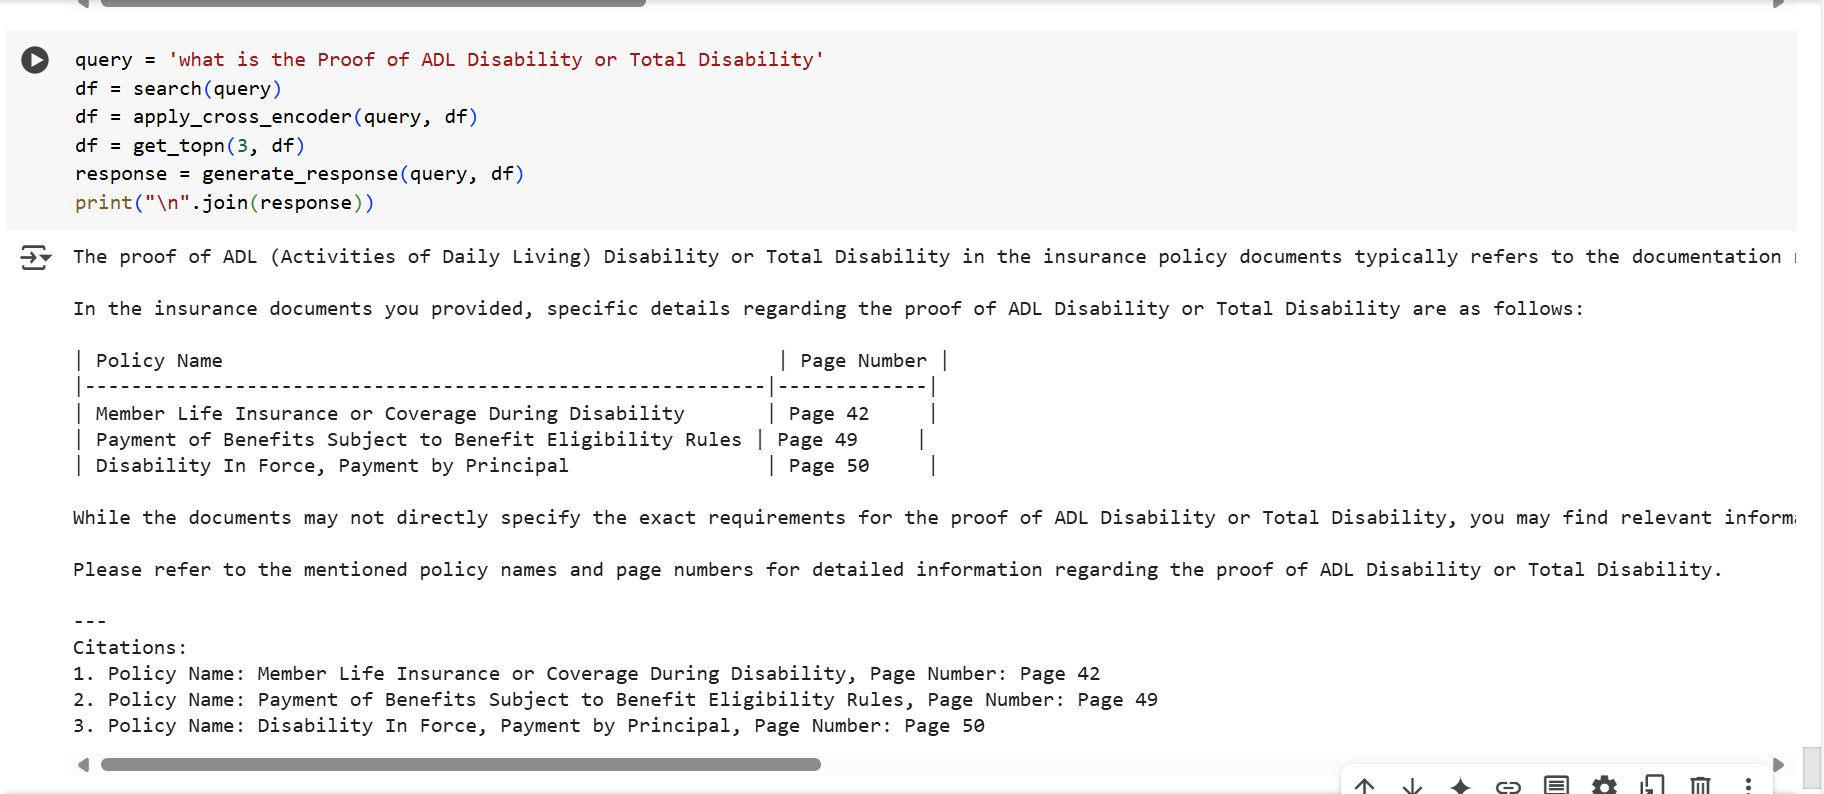 query = 'what is the Proof of ADL Disability or Total Disability'
df = search(query)
df = apply_cross_encoder(query, df)
df = get_topn(3, df)
response = generate_response(query, df)
print("\n".join(response))
The proof of ADL (Activities of Daily Living) Disability or Total Disability in the insurance policy documents typically refers to the documentation
In the insurance documents you provided, specific details regarding the proof of ADL Disability or Total Disability are as follows:
| Policy Name | Page Number |
|-----------------------------------------------------------|-------------|
| Member Life Insurance or Coverage During Disability | Page 42 |
| Payment of Benefits Subject to Benefit Eligibility Rules | Page 49 |
| Disability In Force, Payment by Principal | Page 50 |
While the documents may not directly specify the exact requirements for the proof of ADL Disability or Total Disability, you may find relevant
Please refer to the mentioned policy names and page numbers for detailed information regarding the proof of ADL Disability or Total Disability.
---
Citations:
1. Policy Name: Member Life Insurance or Coverage During Disability, Page Number: Page 42
2. Policy Name: Payment of Benefits Subject to Benefit Eligibility Rules, Page Number: Page 49
3. Policy Name: Disability In Force, Payment by Principal, Page Number: Page 50